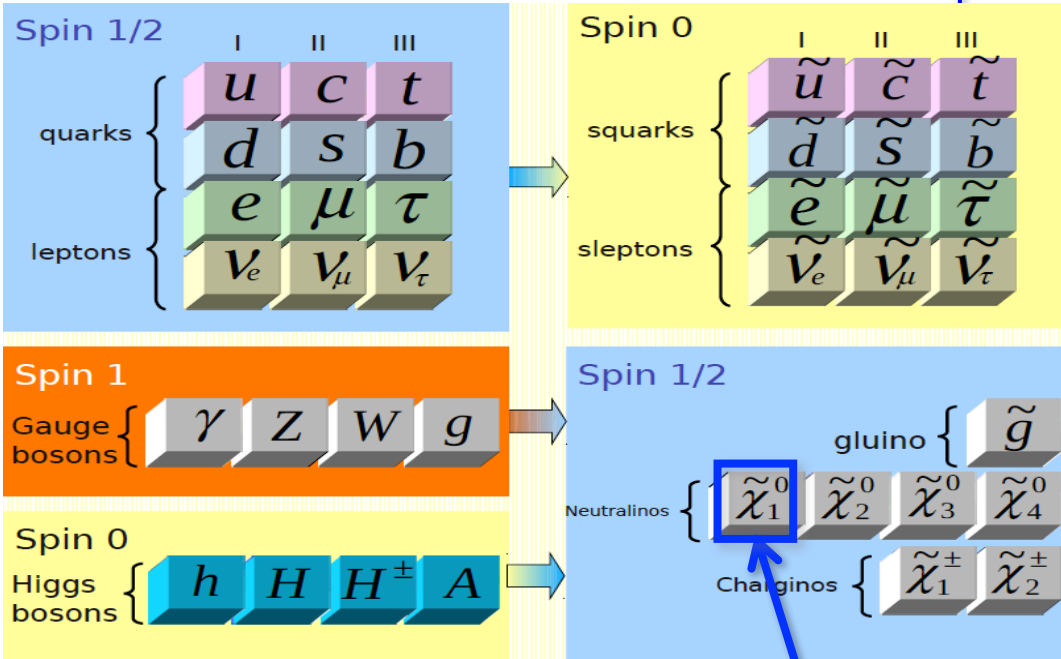 Spin 1/2
I II III
quarks
u c t
d s b
leptons
e μ τ
νe νμ ντ
Spin 0
I II III
squarks
ũ c̃ t̃
d̃ s̃ b̃
sleptons
ẽ μ̃ τ̃
ν̃e ν̃μ ν̃τ
Spin 1
Gauge
bosons
γ Z W g
Spin 0
Higgs
bosons
h H H± A
Spin 1/2
gluino
g̃
Neutralinos
χ̃⁰₁ χ̃⁰₂ χ̃⁰₃ χ̃⁰₄
Charginos
χ̃±₁ χ̃±₂